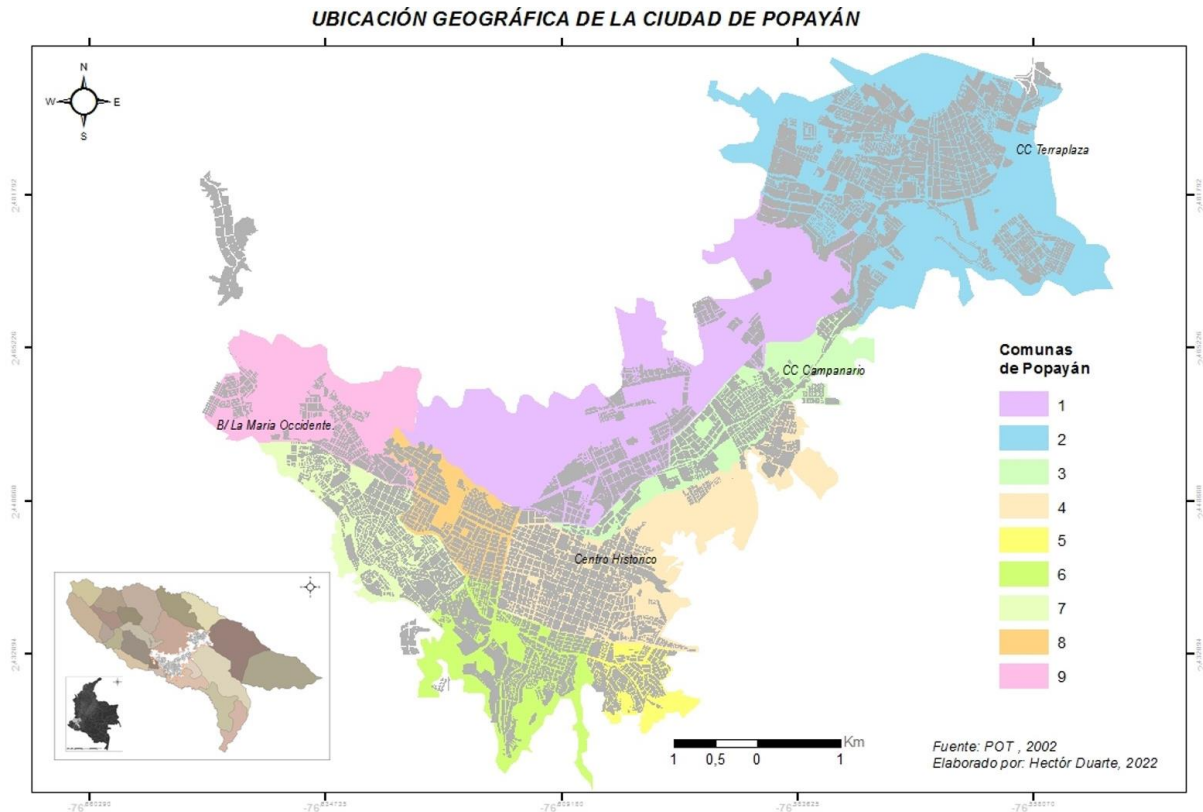 UBICACIÓN GEOGRÁFICA DE LA CIUDAD DE POPAYÁN
N
W
E
S
CC Terraplaza
CC Campanario
B/ La Maria Occidente.
Centro Historico
Comunas
de Popayán
1
2
3
4
5
6
7
8
9
1
0,5
0
1
Km
Fuente: POT , 2002
Elaborado por: Hectór Duarte, 2022